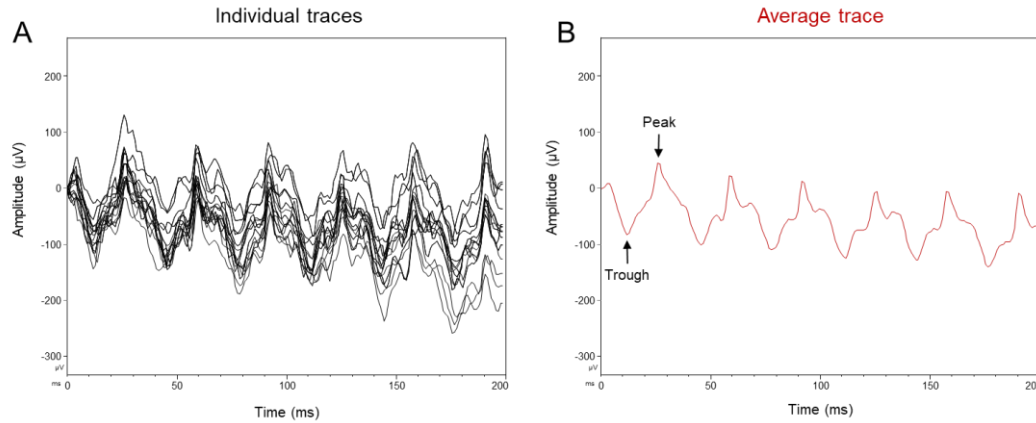 A
Individual traces
Amplitude (µV)
200
100
0
-100
-200
-300
µV
ms
0
50
100
150
200
Time (ms)
B
Average trace
Amplitude (µV)
200
100
0
-100
-200
-300
µV
ms
Peak
Trough
0
50
100
150
200
Time (ms)